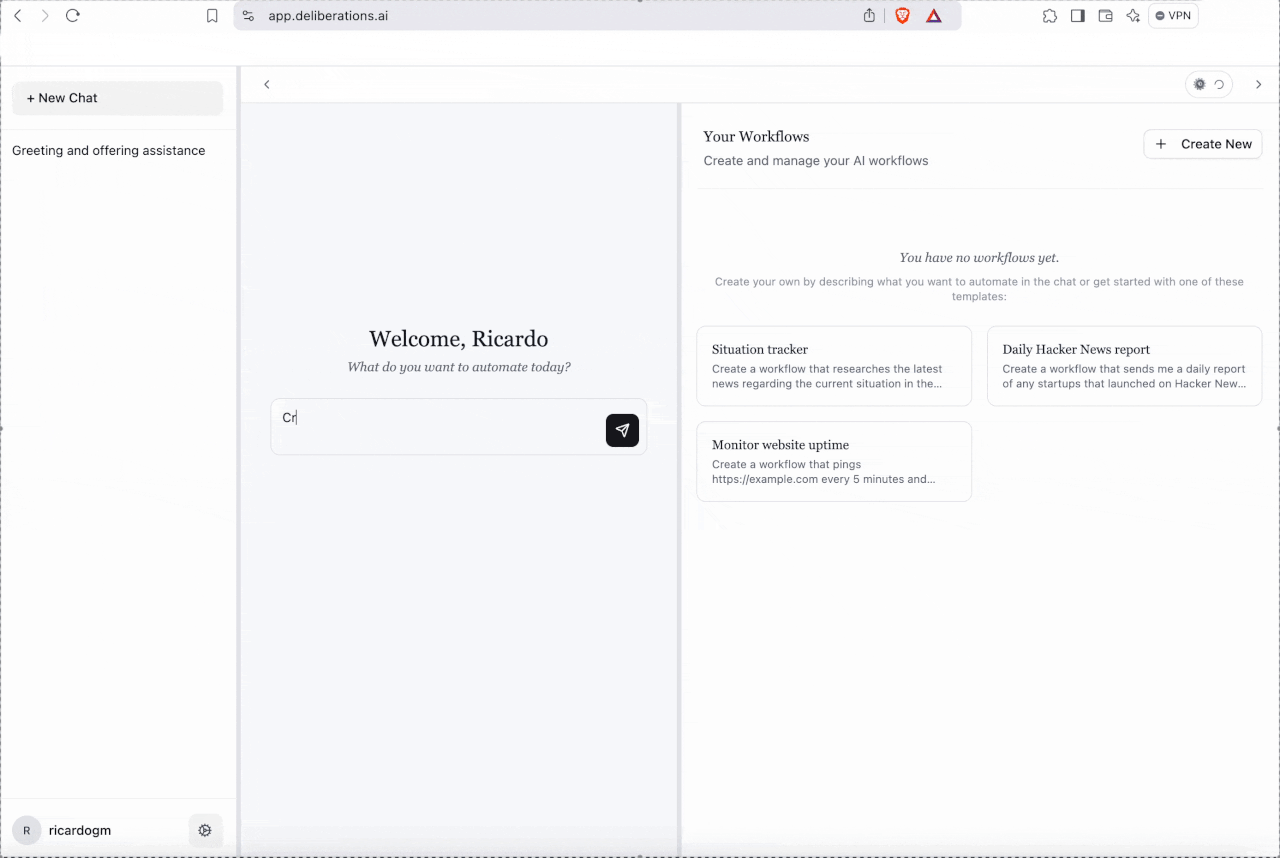 app.deliberations.ai
VPN
+ New Chat
Greeting and offering assistance
Your Workflows
Create and manage your AI workflows
+ Create New
You have no workflows yet.
Create your own by describing what you want to automate in the chat or get started with one of these
templates:
Welcome, Ricardo
What do you want to automate today?
Cr
Situation tracker
Create a workflow that researches the latest
news regarding the current situation in the...
Daily Hacker News report
Create a workflow that sends me a daily report
of any startups that launched on Hacker New...
Monitor website uptime
Create a workflow that pings
https://example.com every 5 minutes and...
R
ricardogm